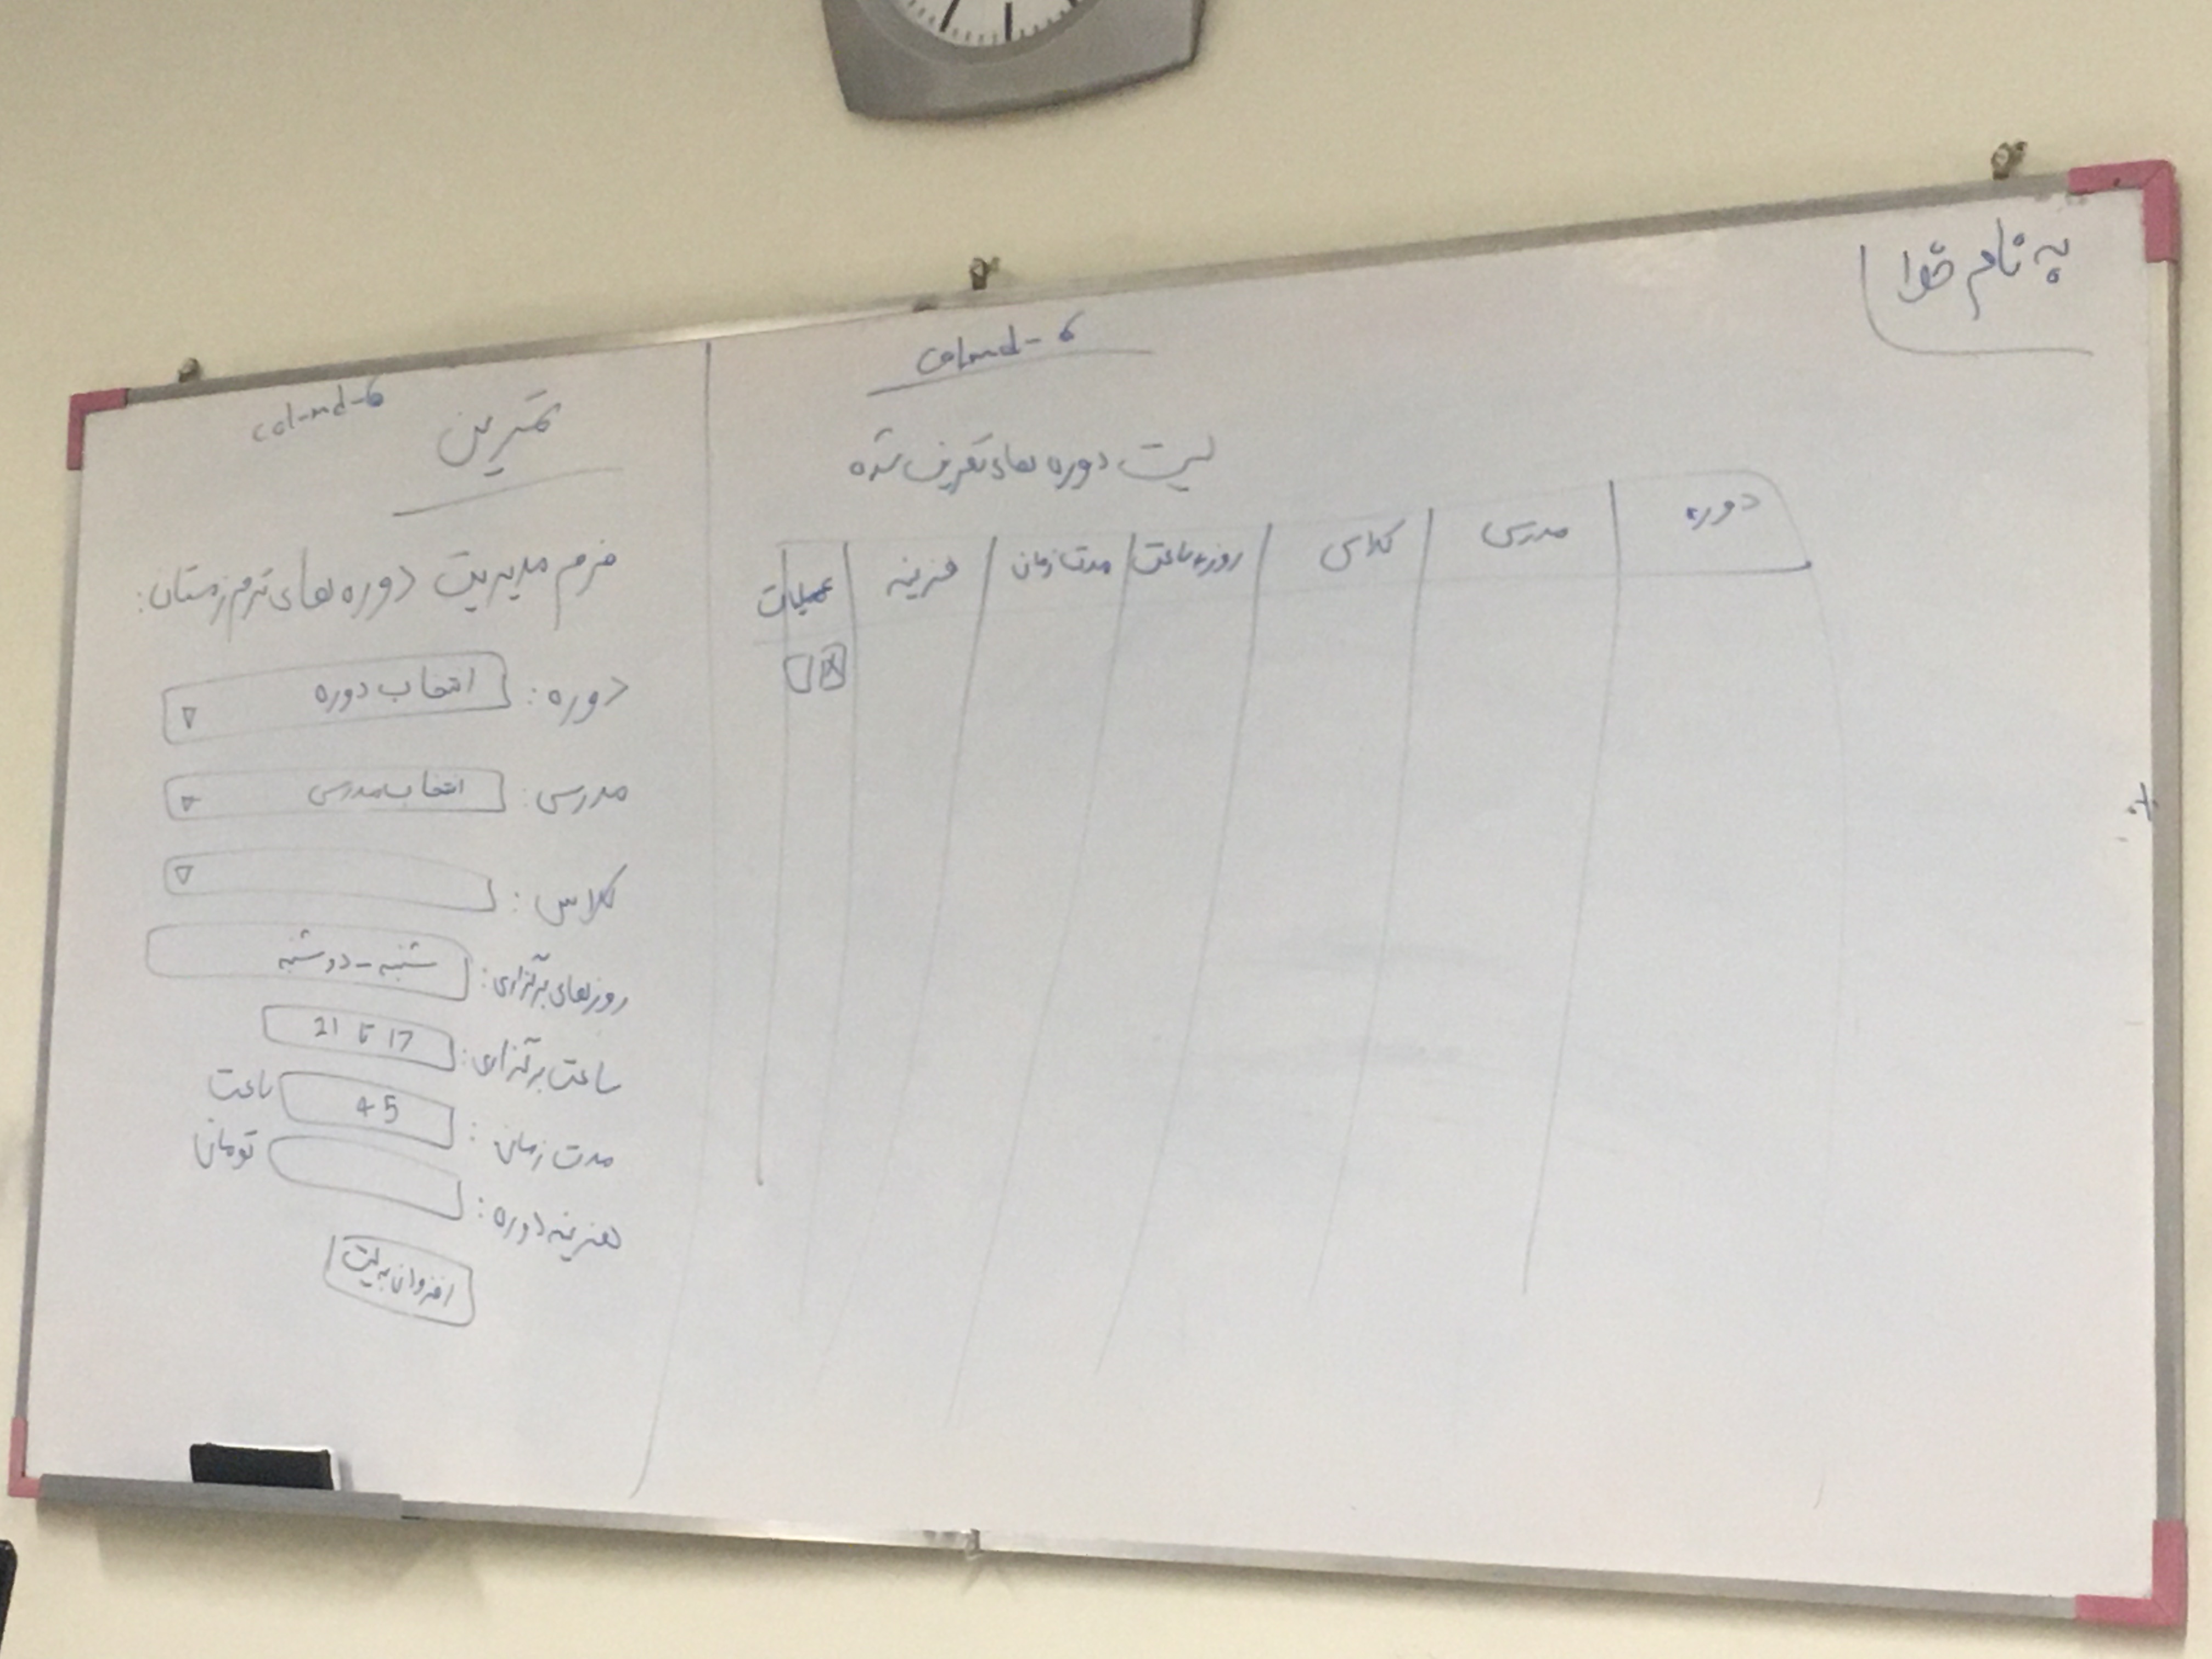 به نام خدا
col-md-6
لیست دوره های تعریف شده
دوره مدرس کلاس روز و ساعت مدت زمان هزینه عملیات
col-md-6
تمرین
فرم مدیریت دوره های ترم زمستان:
دوره: انتخاب دوره
مدرس: انتخاب مدرس
کلاس:
روزهای برگزاری: شنبه - دوشنبه
ساعت برگزاری: 17 تا 21
مدت زمان: 45 ساعت
هزینه دوره: تومان
افزودن به لیست